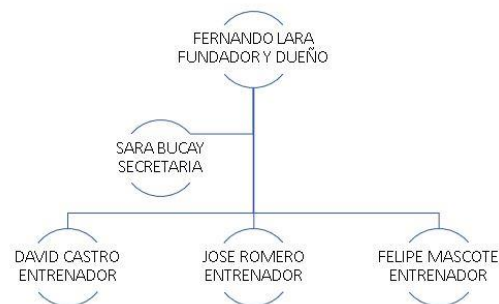 FERNANDO LARA
FUNDADOR Y DUEÑO
SARA BUCAY
SECRETARIA
DAVID CASTRO
ENTRENADOR
JOSE ROMERO
ENTRENADOR
FELIPE MASCOTE
ENTRENADOR